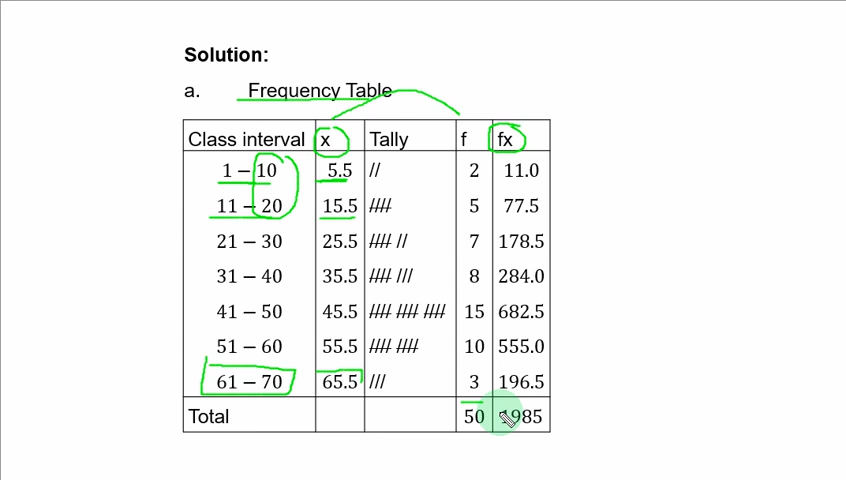 Solution:
a. Frequency Table
Class interval x Tally f fx
1 – 10 5.5 // 2 11.0
11 – 20 15.5 //// 5 77.5
21 – 30 25.5 //// // 7 178.5
31 – 40 35.5 //// /// 8 284.0
41 – 50 45.5 //// //// //// 15 682.5
51 – 60 55.5 //// //// 10 555.0
61 – 70 65.5 /// 3 196.5
Total 50 1985